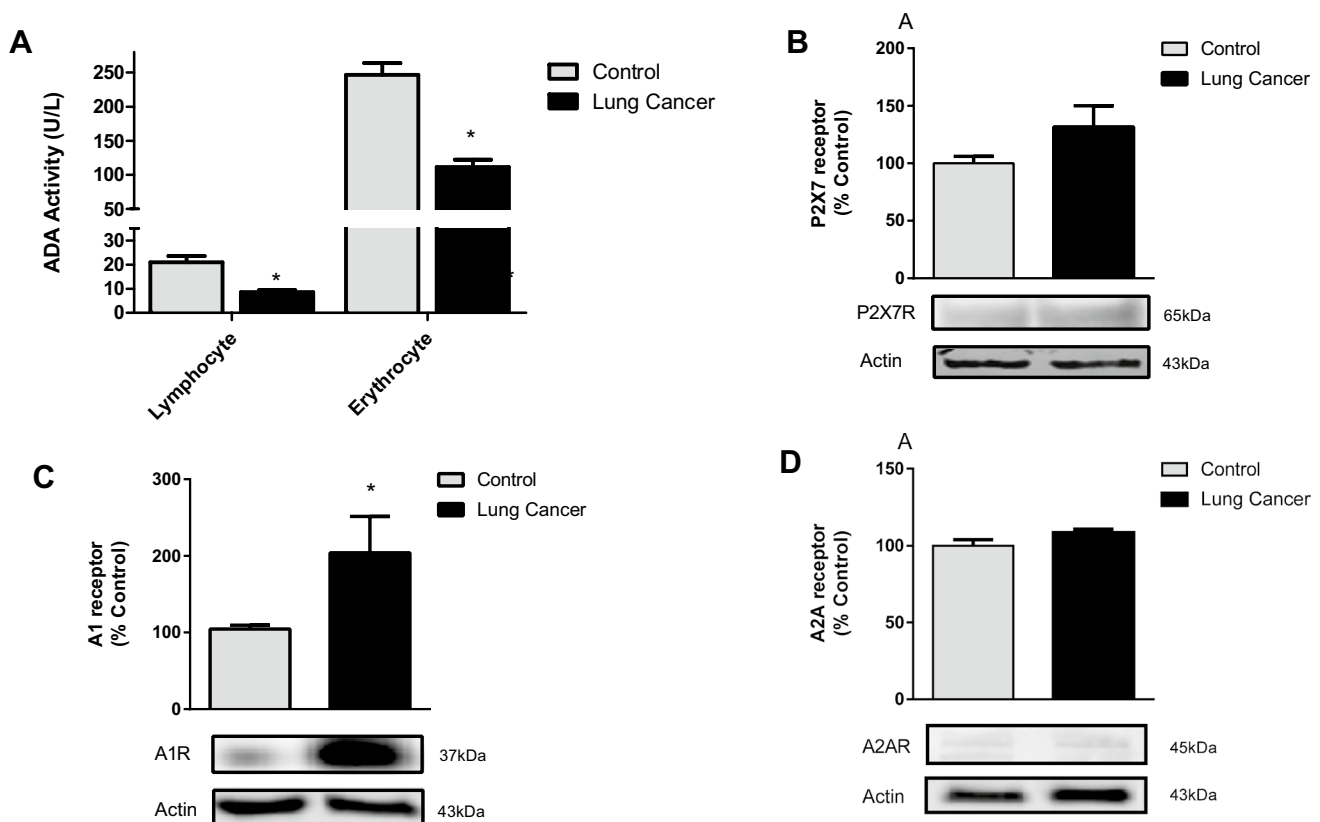 A
ADA Activity (U/L)
250
200
150
100
50
30
20
10
0
*
*
*
Lymphocyte
Erythrocyte
Control
Lung Cancer
B
A
P2X7 receptor
(% Control)
200
150
100
50
0
Control
Lung Cancer
P2X7R
65kDa
Actin
43kDa
C
A1 receptor
(% Control)
300
200
100
0
*
Control
Lung Cancer
A1R
37kDa
Actin
43kDa
D
A
A2A receptor
(% Control)
150
100
50
0
Control
Lung Cancer
A2AR
45kDa
Actin
43kDa